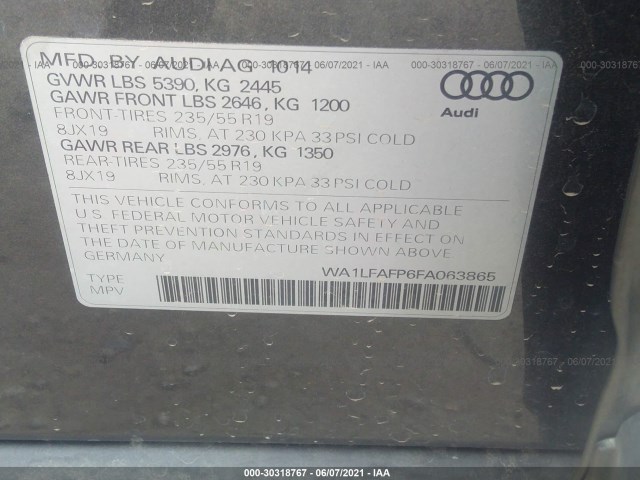 MFD. BY AUDI AG 1014
GVWR LBS 5390, KG 2445
GAWR FRONT LBS 2646, KG 1200
FRONT-TIRES 235/55 R19
8JX19 RIMS, AT 230 KPA 33 PSI COLD
GAWR REAR LBS 2976, KG 1350
REAR-TIRES 235/55 R19
8JX19 RIMS, AT 230 KPA 33 PSI COLD
Audi
THIS VEHICLE CONFORMS TO ALL APPLICABLE
U.S. FEDERAL MOTOR VEHICLE SAFETY AND
THEFT PREVENTION STANDARDS IN EFFECT ON
THE DATE OF MANUFACTURE SHOWN ABOVE.
GERMANY
WA1LFAFP6FA063865
TYPE
MPV
000-30318767 - 06/07/2021 - IAA